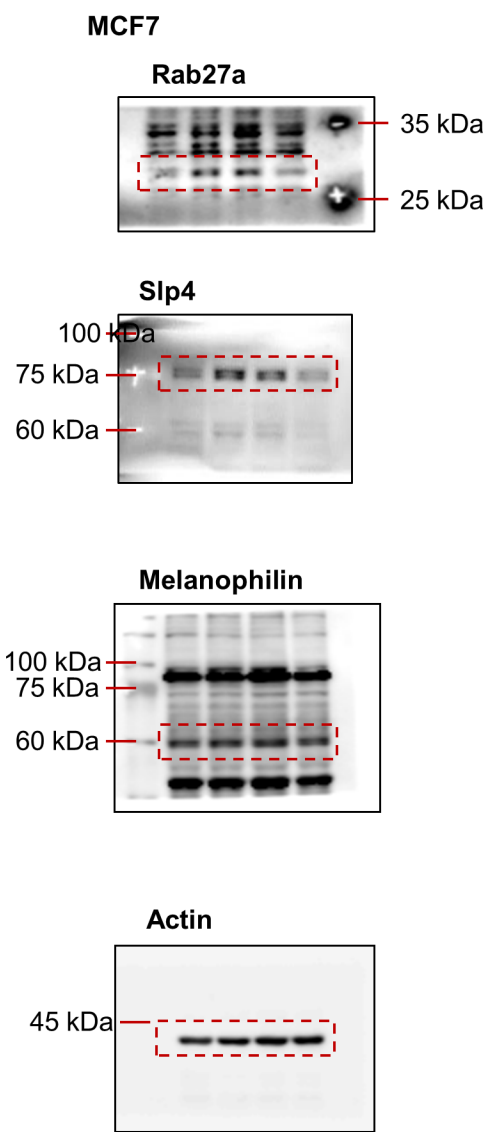 MCF7
Rab27a
35 kDa
25 kDa
Slp4
100 kDa
75 kDa
60 kDa
Melanophilin
100 kDa
75 kDa
60 kDa
Actin
45 kDa